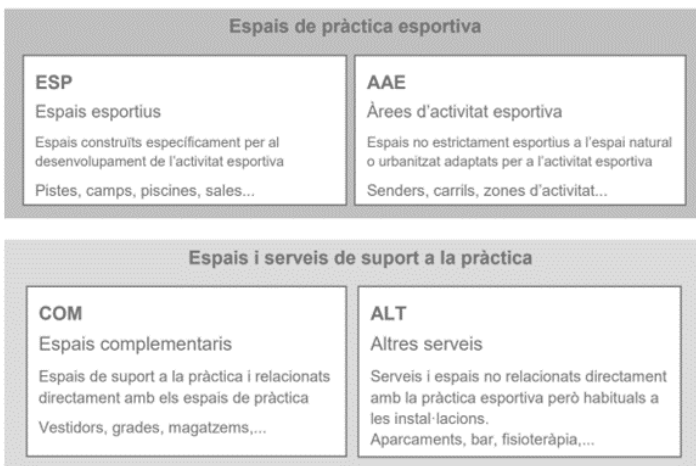 Espais de pràctica esportiva
ESP
Espais esportius
Espais construïts específicament per al
desenvolupament de l'activitat esportiva
Pistes, camps, piscines, sales...
AAE
Àrees d'activitat esportiva
Espais no estrictament esportius a l'espai natural
o urbanitzat adaptats per a l'activitat esportiva
Senders, carrils, zones d'activitat...
Espais i serveis de suport a la pràctica
COM
Espais complementaris
Espais de suport a la pràctica i relacionats
directament amb els espais de pràctica
Vestidors, grades, magatzems,...
ALT
Altres serveis
Serveis i espais no relacionats directament
amb la pràctica esportiva però habituals a
les instal·lacions.
Aparcaments, bar, fisioteràpia,...